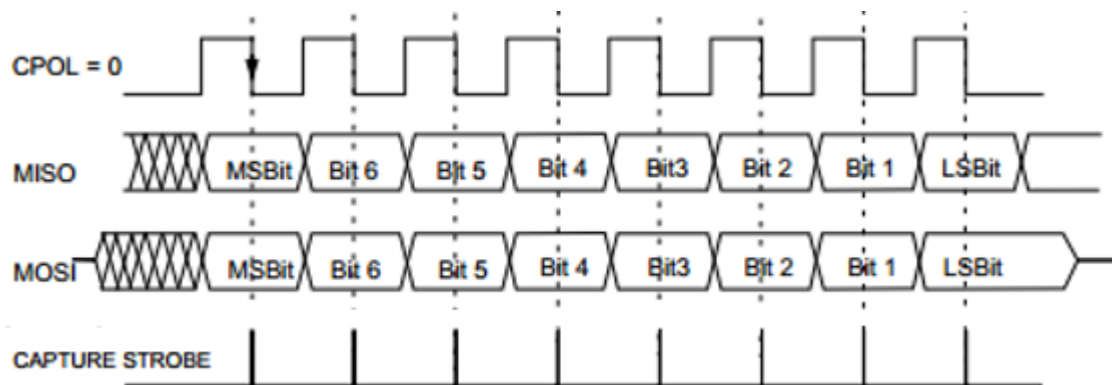 CPOL = 0
MISO MSBit Bit 6 Bit 5 Bit 4 Bit3 Bit 2 Bit 1 LSBit
MOSI MSBit Bit 6 Bit 5 Bit 4 Bit3 Bit 2 Bit 1 LSBit
CAPTURE STROBE